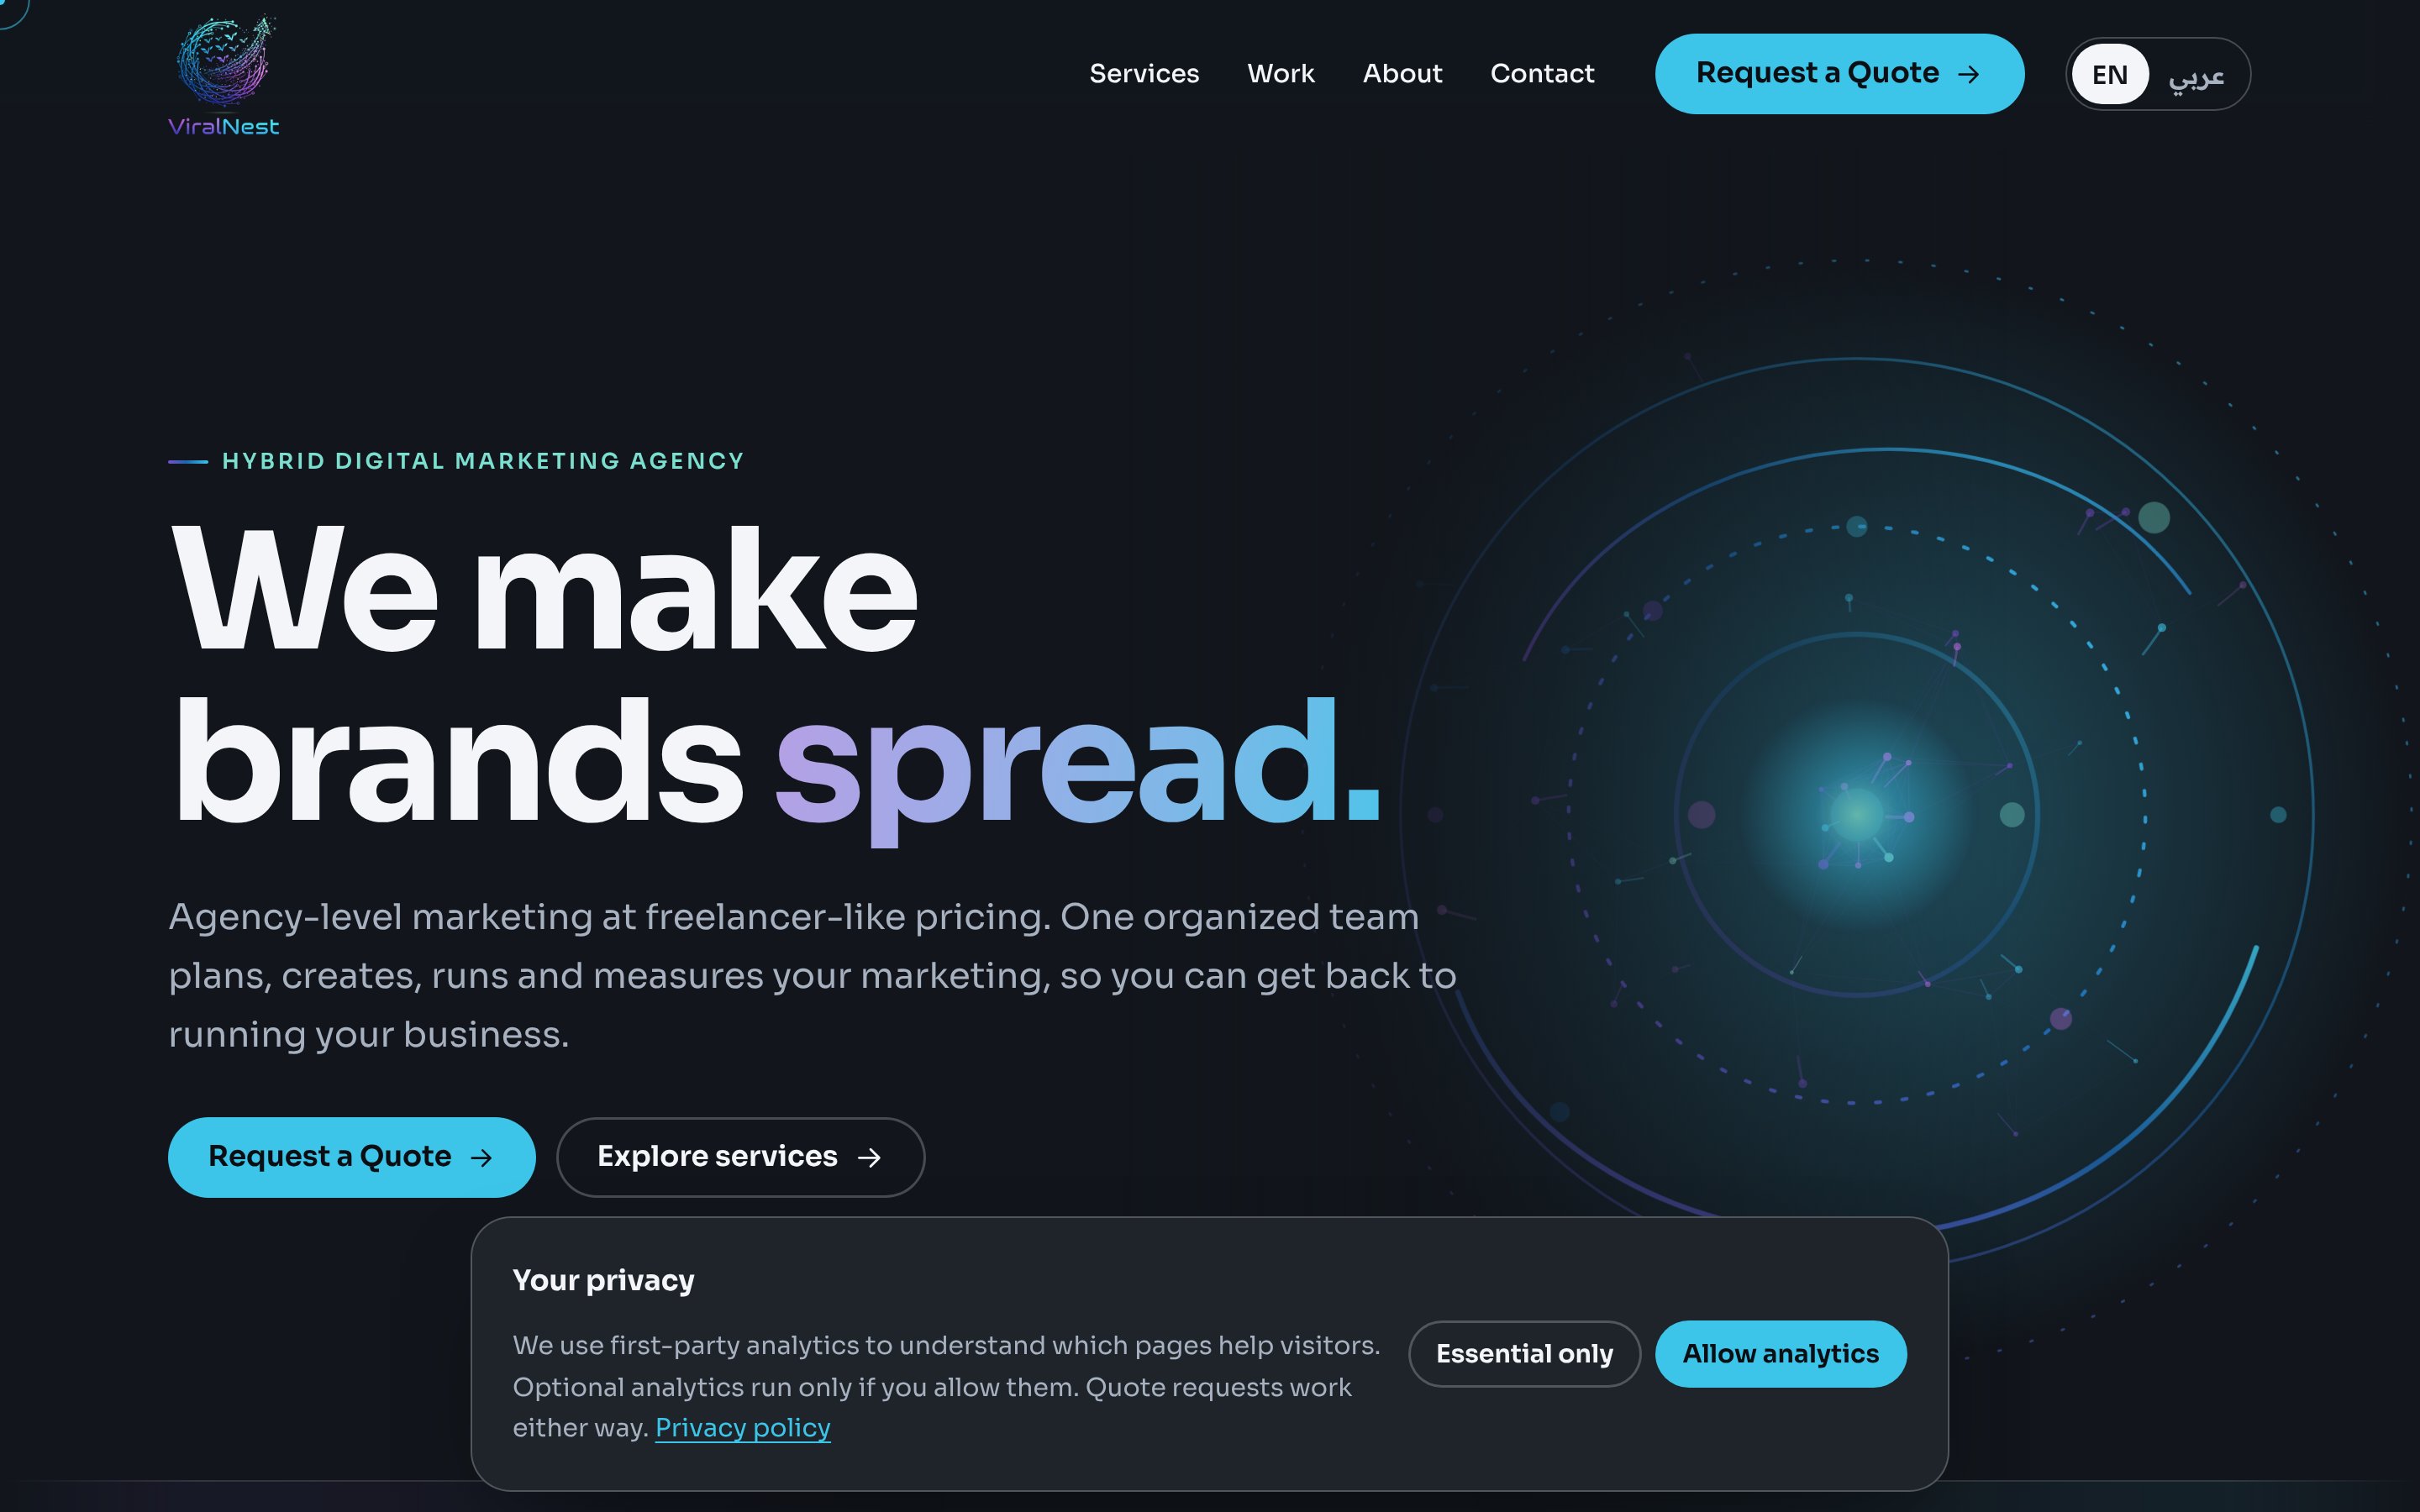 ViralNest
Services
Work
About
Contact
Request a Quote →
EN
عربي
HYBRID DIGITAL MARKETING AGENCY
We make
brands spread.
Agency-level marketing at freelancer-like pricing. One organized team
plans, creates, runs and measures your marketing, so you can get back to
running your business.
Request a Quote →
Explore services →
Your privacy
We use first-party analytics to understand which pages help visitors.
Optional analytics run only if you allow them. Quote requests work
either way. Privacy policy
Essential only
Allow analytics